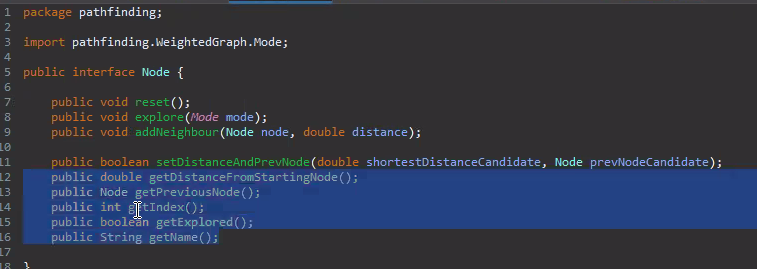 1 package pathfinding;
2
3 import pathfinding.WeightedGraph.Mode;
4
5 public interface Node {
6
7 public void reset();
8 public void explore(Mode mode);
9 public void addNeighbour(Node node, double distance);
10
11 public boolean setDistanceAndPrevNode(double shortestDistanceCandidate, Node prevNodeCandidate);
12 public double getDistanceFromStartingNode();
13 public Node getPreviousNode();
14 public int getIndex();
15 public boolean getExplored();
16 public String getName();
17
18 }